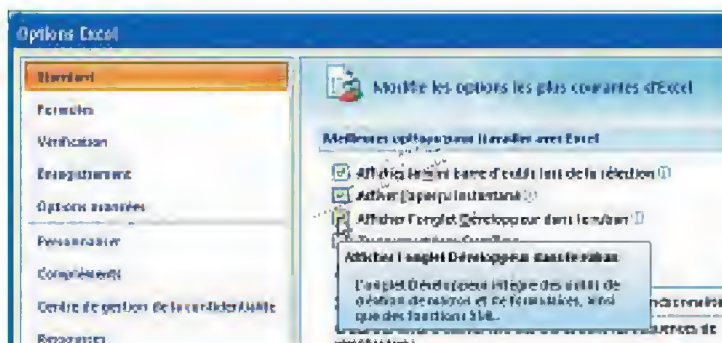 Options Excel
Standard
Formules
Vérification
Enregistrement
Options avancées
Personnaliser
Compléments
Centre de gestion de la confidentialité
Ressources
Modifie les options les plus courantes d'Excel
Meilleures options pour travailler avec Excel
Afficher la mini barre d'outils lors de la sélection
Activer l'aperçu instantané
Afficher l'onglet Développeur dans le ruban
Afficher l'onglet Développeur dans le ruban
L'onglet Développeur intègre des outils de
gestion de macros et de formulaires, ainsi
que des fonctions XML.